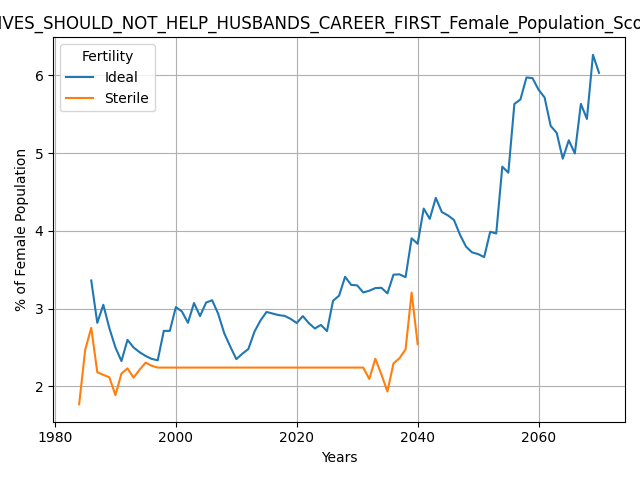 IVES_SHOULD_NOT_HELP_HUSBANDS_CAREER_FIRST_Female_Population_Sco
Fertility
Ideal
Sterile
6
5
4
3
2
% of Female Population
1980 2000 2020 2040 2060
Years